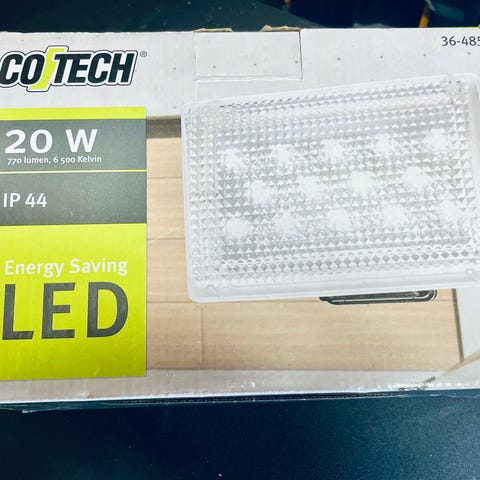 COTECH®
36-485
20 W
770 lumen, 6 500 Kelvin
IP 44
Energy Saving
LED